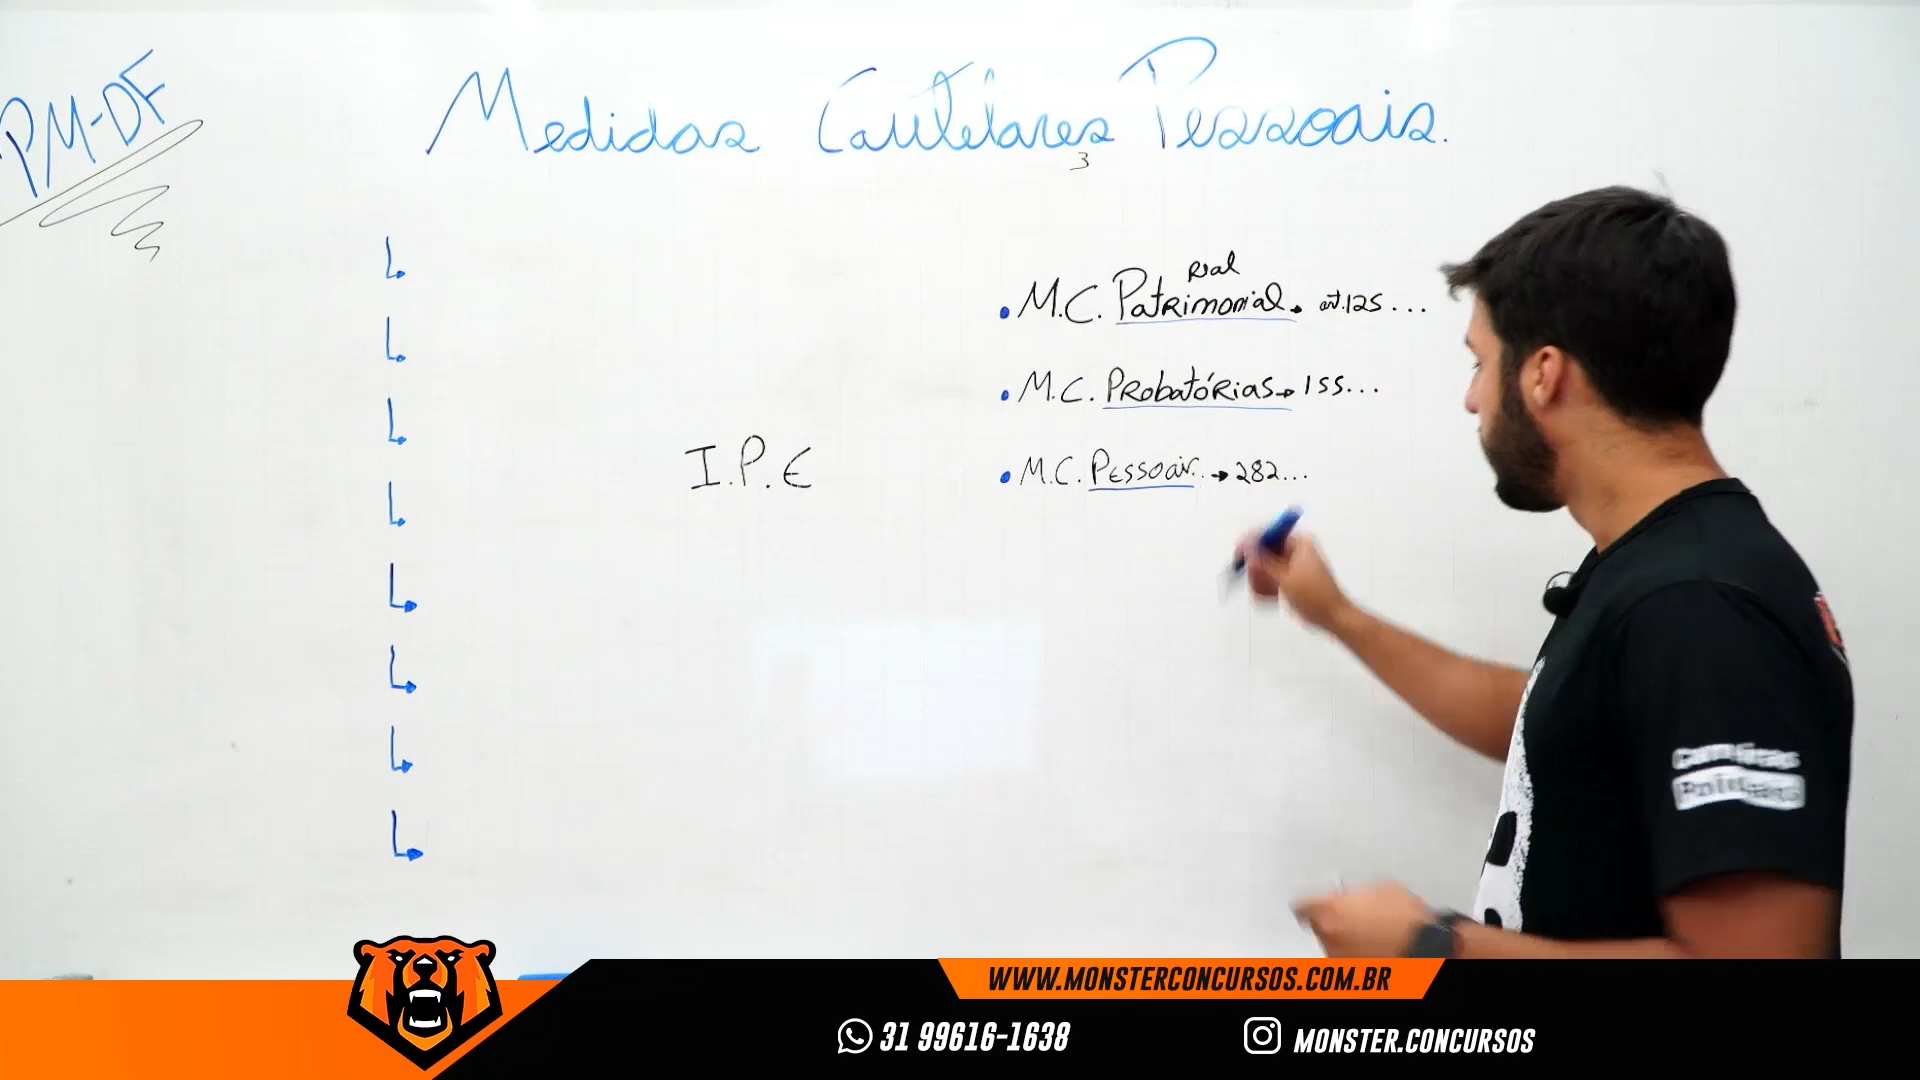 PM-DF
Medidas Cautelares Pessoais.
3
Real
• M.C. Patrimonial → art.125...
• M.C. Probatórias → 155...
I.P.E
• M.C. Pessoais. → 282...
WWW.MONSTERCONCURSOS.COM.BR
31 99616-1638
MONSTER.CONCURSOS